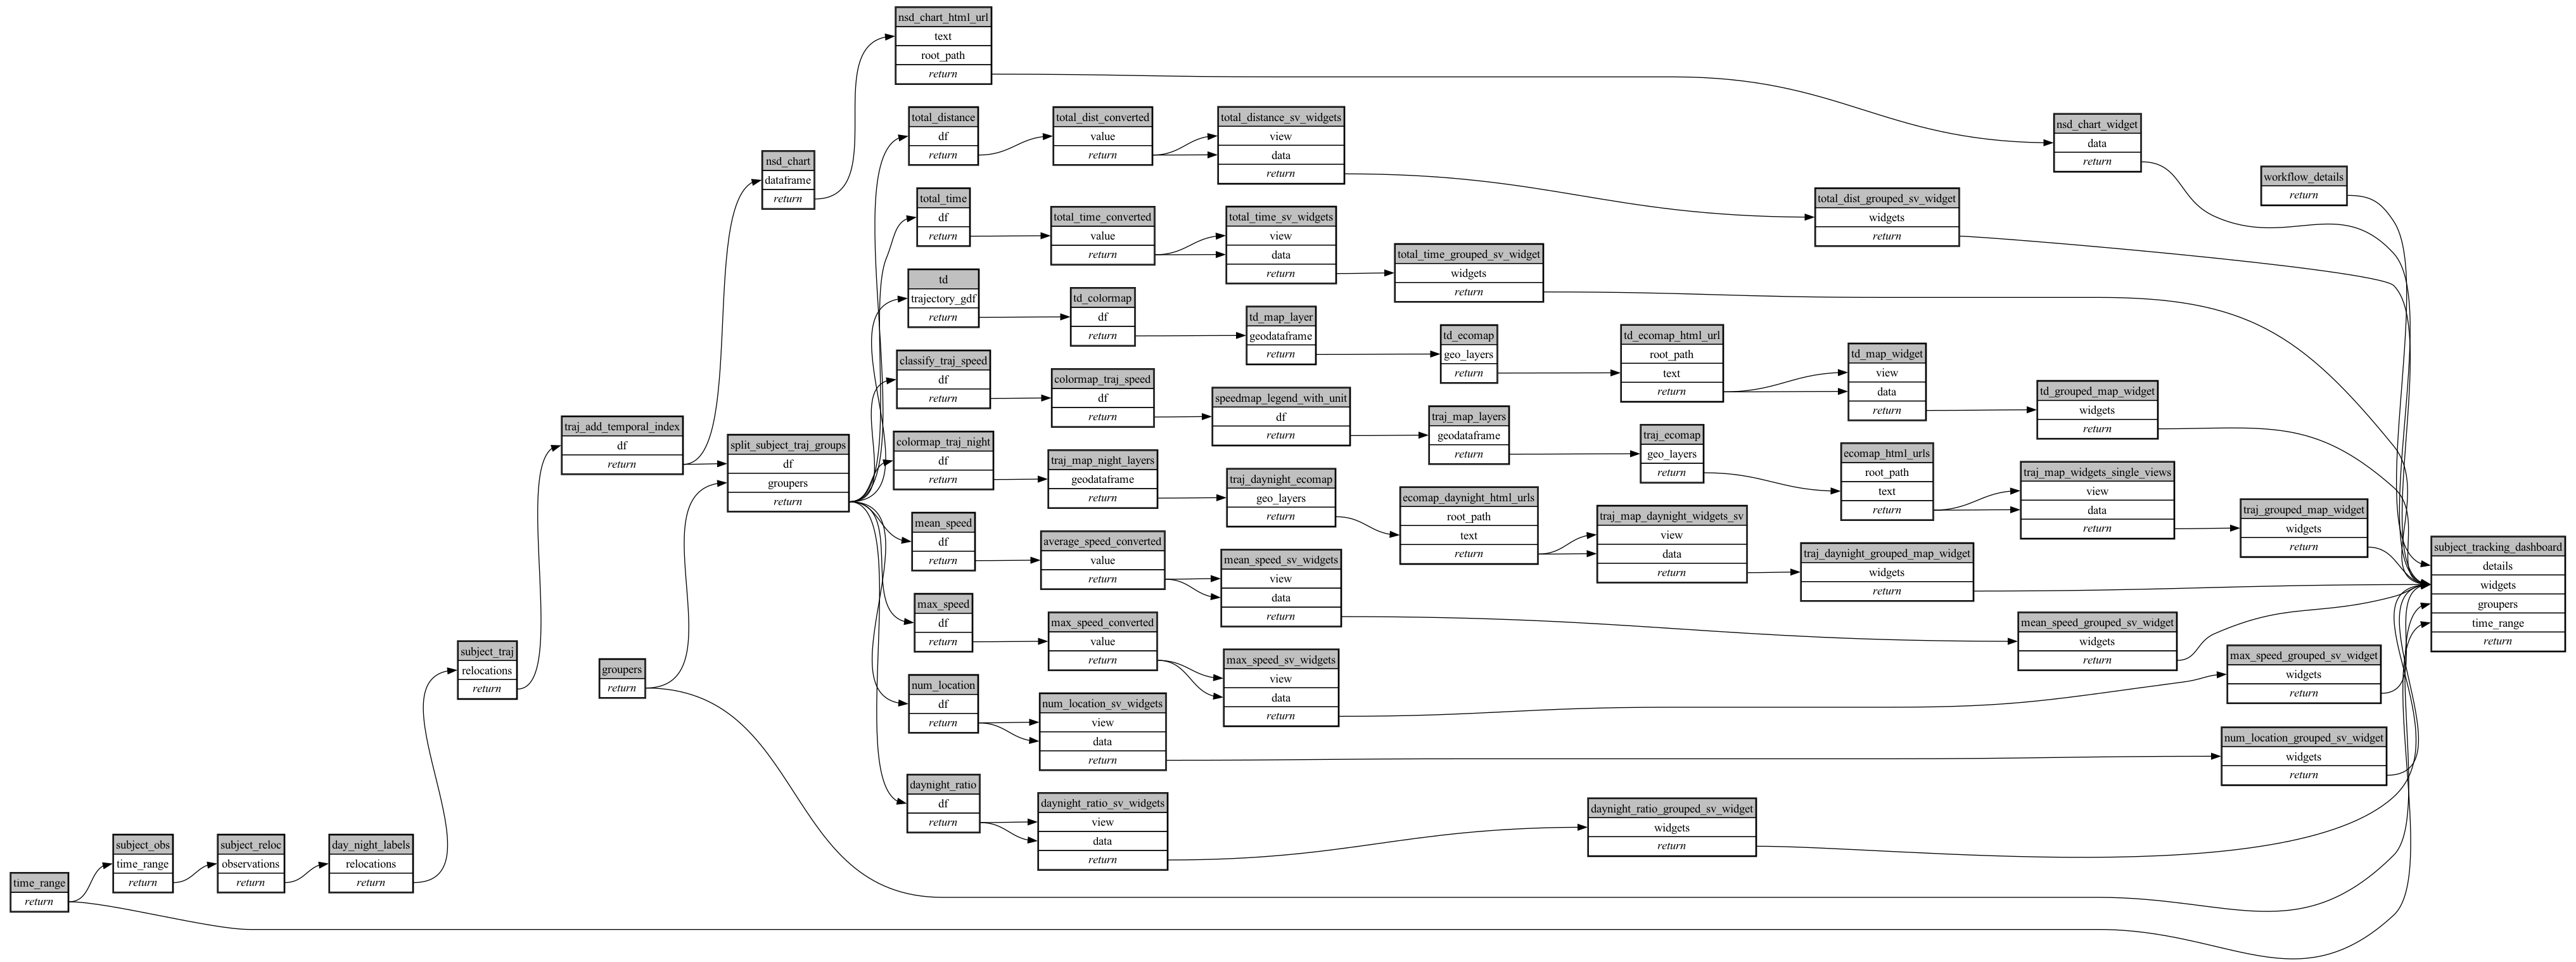 nsd_chart_html_url
text
root_path
return
total_distance
df
return
total_dist_converted
value
return
total_distance_sv_widgets
view
data
return
nsd_chart_widget
data
return
nsd_chart
dataframe
return
workflow_details
return
total_time
df
return
total_time_converted
value
return
total_time_sv_widgets
view
data
return
total_dist_grouped_sv_widget
widgets
return
total_time_grouped_sv_widget
widgets
return
td
trajectory_gdf
return
td_colormap
df
return
td_map_layer
geodataframe
return
td_ecomap
geo_layers
return
td_ecomap_html_url
root_path
text
return
td_map_widget
view
data
return
td_grouped_map_widget
widgets
return
classify_traj_speed
df
return
colormap_traj_speed
df
return
speedmap_legend_with_unit
df
return
traj_map_layers
geodataframe
return
traj_ecomap
geo_layers
return
ecomap_html_urls
root_path
text
return
traj_map_widgets_single_views
view
data
return
traj_grouped_map_widget
widgets
return
traj_add_temporal_index
df
return
split_subject_traj_groups
df
groupers
return
colormap_traj_night
df
return
traj_map_night_layers
geodataframe
return
traj_daynight_ecomap
geo_layers
return
ecomap_daynight_html_urls
root_path
text
return
traj_map_daynight_widgets_sv
view
data
return
traj_daynight_grouped_map_widget
widgets
return
subject_tracking_dashboard
details
widgets
groupers
time_range
return
mean_speed
df
return
average_speed_converted
value
return
mean_speed_sv_widgets
view
data
return
mean_speed_grouped_sv_widget
widgets
return
max_speed
df
return
max_speed_converted
value
return
max_speed_sv_widgets
view
data
return
max_speed_grouped_sv_widget
widgets
return
subject_traj
relocations
return
groupers
return
num_location
df
return
num_location_sv_widgets
view
data
return
num_location_grouped_sv_widget
widgets
return
daynight_ratio
df
return
daynight_ratio_sv_widgets
view
data
return
daynight_ratio_grouped_sv_widget
widgets
return
time_range
return
subject_obs
time_range
return
subject_reloc
observations
return
day_night_labels
relocations
return